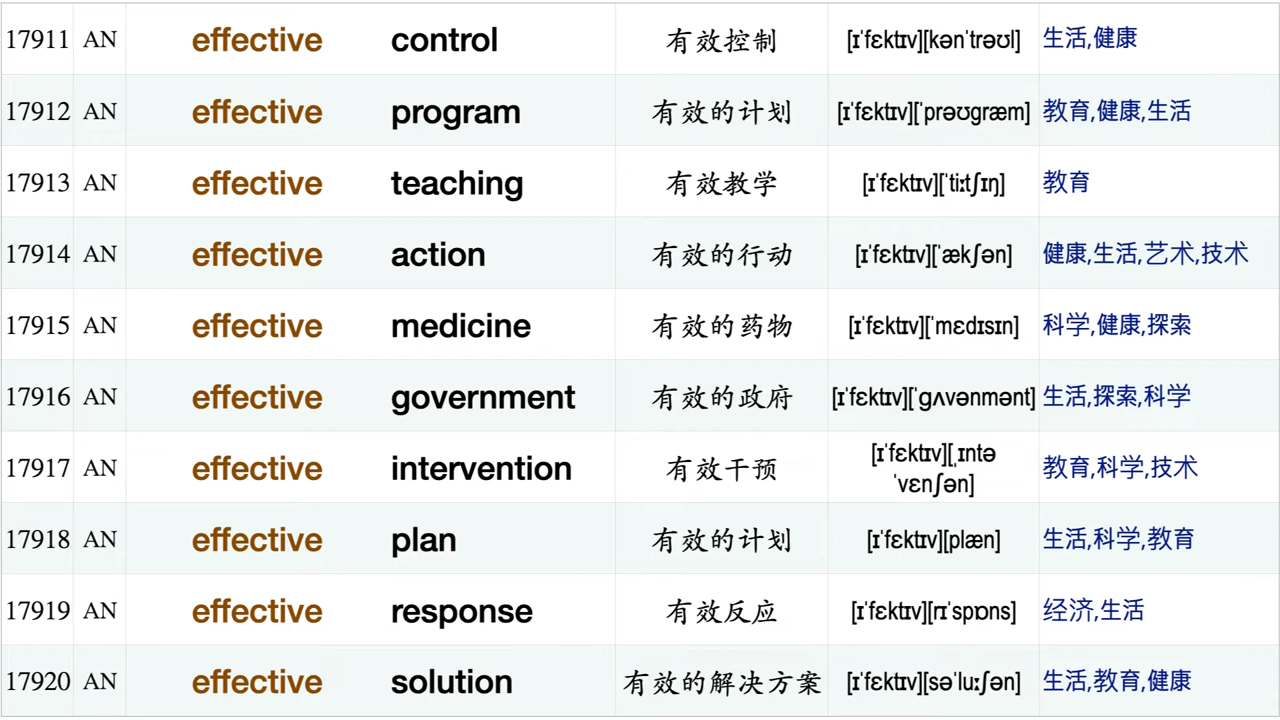 17911 AN effective control 有效控制 [ɪˈfɛktɪv][kənˈtrəʊl] 生活,健康
17912 AN effective program 有效的计划 [ɪˈfɛktɪv][ˈprəʊɡræm] 教育,健康,生活
17913 AN effective teaching 有效教学 [ɪˈfɛktɪv][ˈtiːtʃɪŋ] 教育
17914 AN effective action 有效的行动 [ɪˈfɛktɪv][ˈækʃən] 健康,生活,艺术,技术
17915 AN effective medicine 有效的药物 [ɪˈfɛktɪv][ˈmɛdɪsɪn] 科学,健康,探索
17916 AN effective government 有效的政府 [ɪˈfɛktɪv][ˈɡʌvənmənt] 生活,探索,科学
17917 AN effective intervention 有效干预 [ɪˈfɛktɪv][ˌɪntə
ˈvɛnʃən] 教育,科学,技术
17918 AN effective plan 有效的计划 [ɪˈfɛktɪv][plæn] 生活,科学,教育
17919 AN effective response 有效反应 [ɪˈfɛktɪv][rɪˈspɒns] 经济,生活
17920 AN effective solution 有效的解决方案 [ɪˈfɛktɪv][səˈluːʃən] 生活,教育,健康